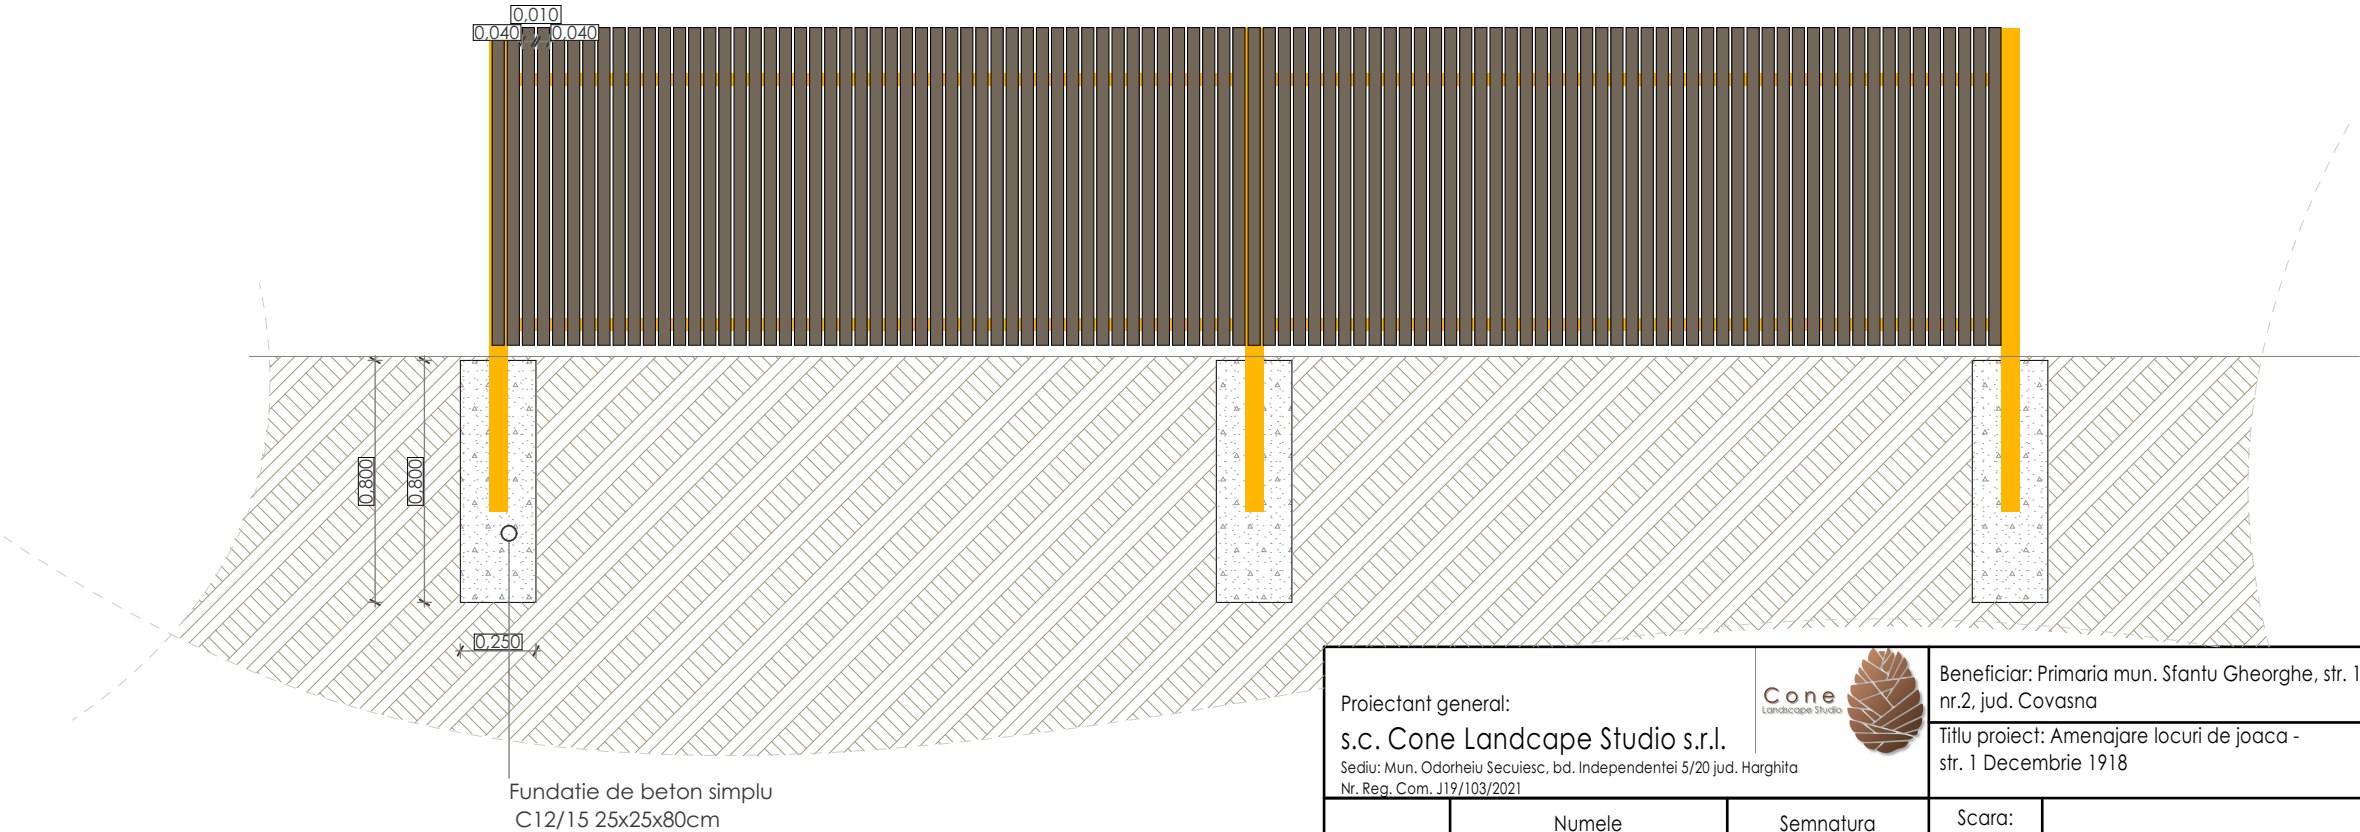 0,010
0,040 0,040
0,800
0,800
0,250
Fundatie de beton simplu
C12/15 25x25x80cm
Proiectant general:
s.c. Cone Landcape Studio s.r.l.
Sediu: Mun. Odorheiu Secuiesc, bd. Independentei 5/20 jud. Harghita
Nr. Reg. Com. J19/103/2021
Cone
Landscape Studio
Beneficiar: Primaria mun. Sfantu Gheorghe, str. 1
nr.2, jud. Covasna
Titlu proiect: Amenajare locuri de joaca -
str. 1 Decembrie 1918
Numele
Semnatura
Scara: